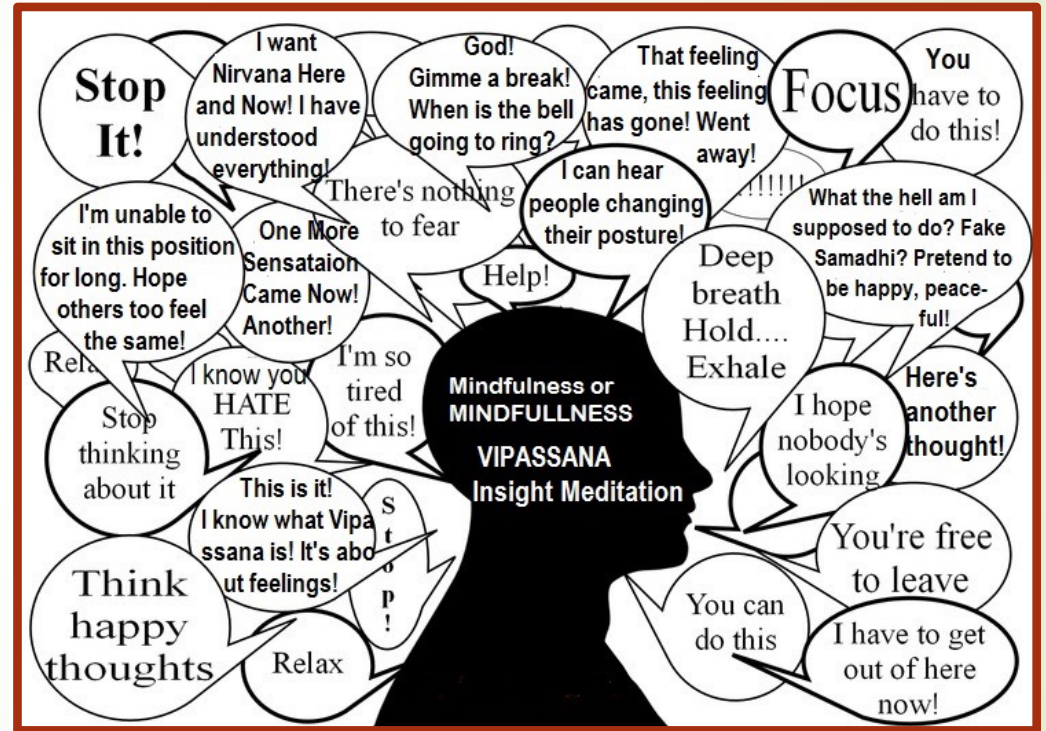 Stop
It!
I want
Nirvana Here
and Now! I have
understood
everything!
God!
Gimme a break!
When is the bell
going to ring?
That feeling
came, this feeling
has gone! Went
away!
Focus
You
have to
do this!
There's nothing
to fear
I can hear
people changing
their posture!
!!!!!!!
What the hell am I
supposed to do? Fake
Samadhi? Pretend to
be happy, peace-
ful!
I'm unable to
sit in this position
for long. Hope
others too feel
the same!
One More
Sensataion
Came Now!
Another!
Help!
Deep
breath
Hold....
Exhale
Rela
I know you
HATE
This!
I'm so
tired
of this!
Mindfulness or
MINDFULLNESS
VIPASSANA
Insight Meditation
Here's
another
thought!
Stop
thinking
about it
I hope
nobody's
looking
This is it!
I know what Vipa
ssana is! It's abo
ut feelings!
S
t
o
p
!
You're free
to leave
Think
happy
thoughts
Relax
You can
do this
I have to get
out of here
now!